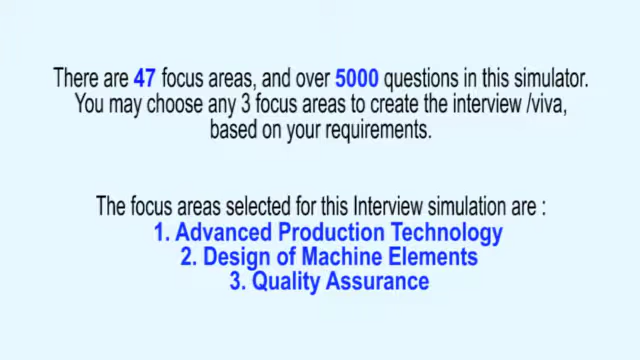 There are 47 focus areas, and over 5000 questions in this simulator.
You may choose any 3 focus areas to create the interview /viva,
based on your requirements.
The focus areas selected for this Interview simulation are :
1. Advanced Production Technology
2. Design of Machine Elements
3. Quality Assurance